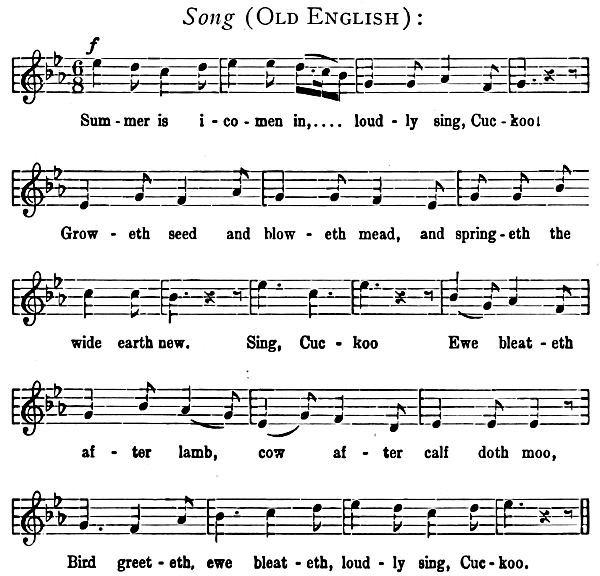 Song (OLD ENGLISH):
f
6
8
Sum - mer is i - co - men in,.... loud - ly sing, Cuc - koo!
Grow - eth seed and blow - eth mead, and spring - eth the
wide earth new. Sing, Cuc - koo Ewe bleat - eth
af - ter lamb, cow af - ter calf doth moo,
Bird greet - eth, ewe bleat - eth, loud - ly sing, Cuc - koo.